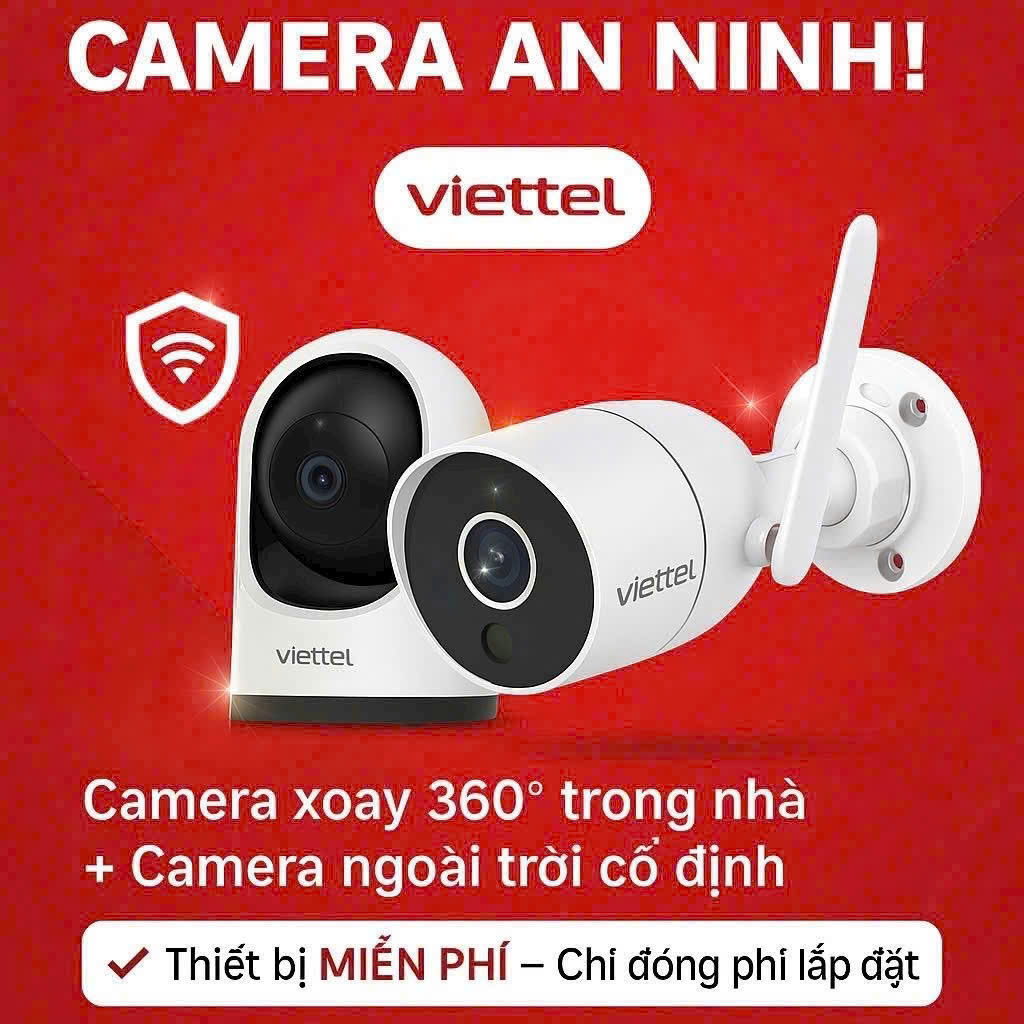 CAMERA AN NINH!
viettel
viettel
viettel
Camera xoay 360° trong nhà
+ Camera ngoài trời cố định
✓ Thiết bị MIỄN PHÍ – Chỉ đóng phí lắp đặt